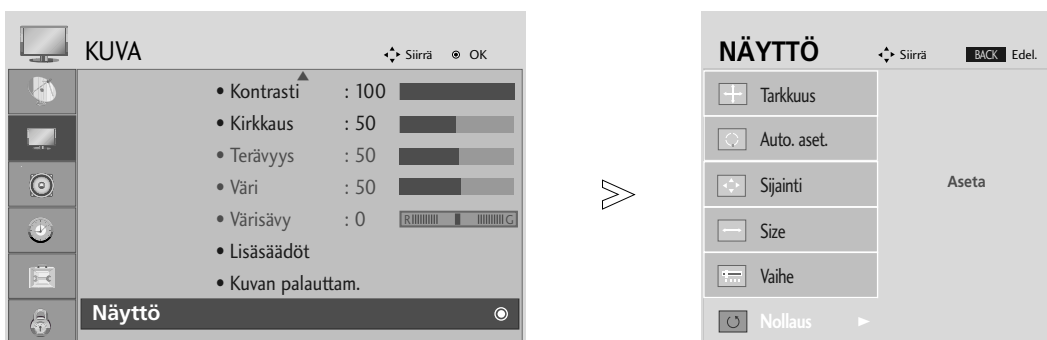 KUVA Siirrä OK
• Kontrasti : 100
• Kirkkaus : 50
• Terävyys : 50
• Väri : 50
• Värisävy : 0 R G
• Lisäsäädöt
• Kuvan palauttam.
Näyttö
NÄYTTÖ Siirrä BACK Edel.
Tarkkuus
Auto. aset.
Sijainti
Aseta
Size
Vaihe
Nollaus